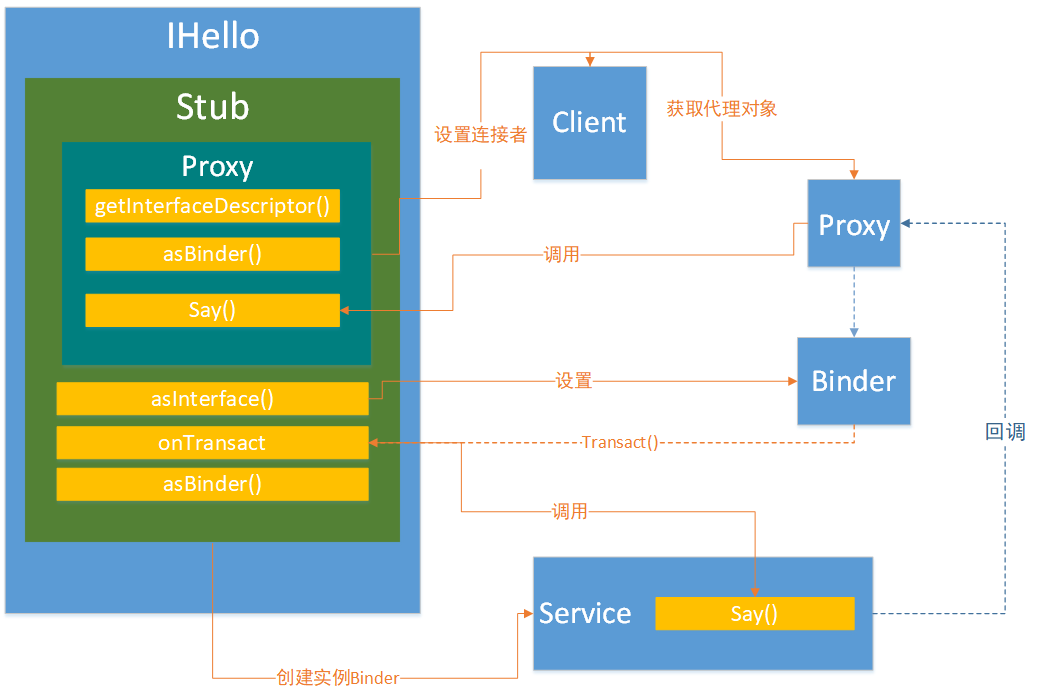 IHello
Stub
Proxy
getInterfaceDescriptor()
asBinder()
Say()
asInterface()
onTransact
asBinder()
设置连接者
Client
获取代理对象
Proxy
调用
设置
Binder
Transact()
回调
调用
Service
Say()
创建实例Binder